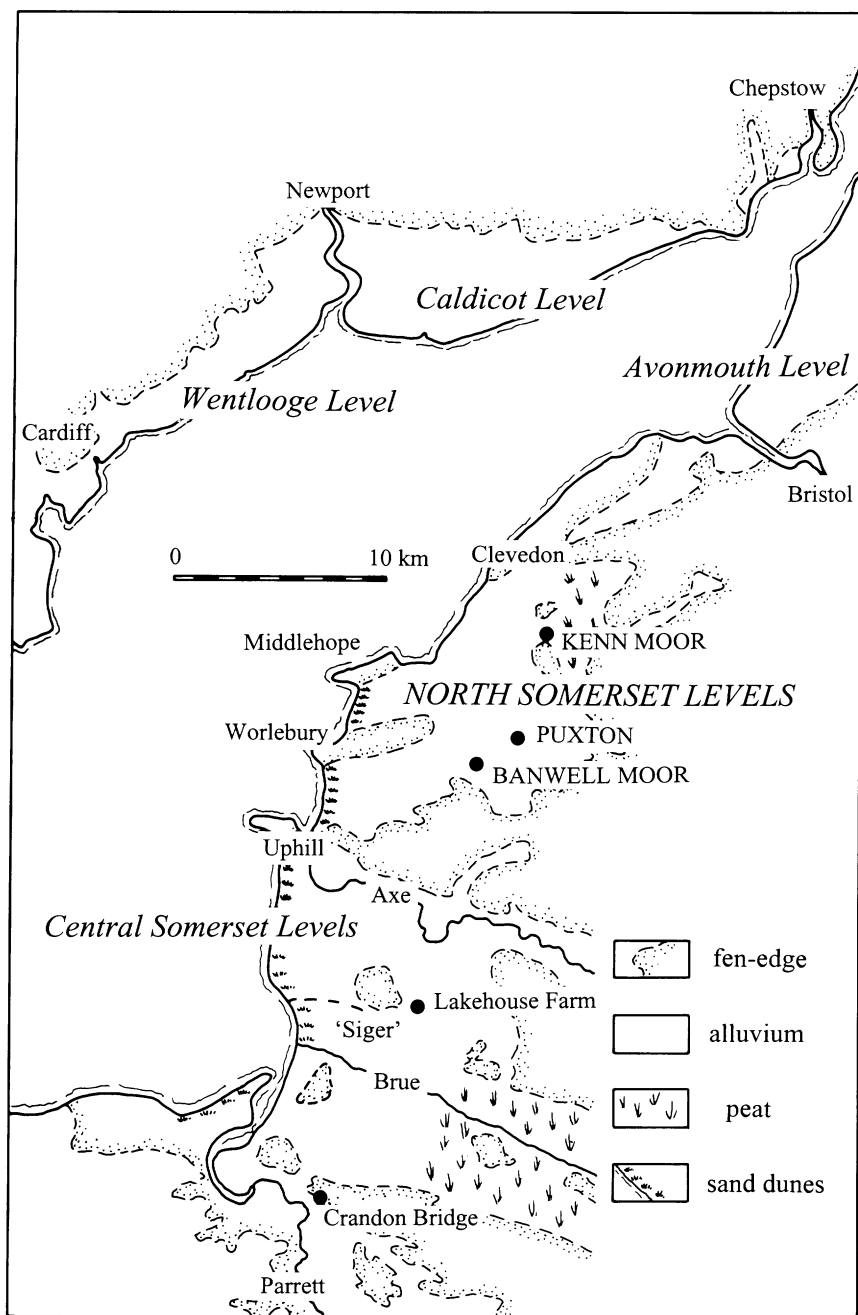 Chepstow
Newport
Caldicot Level
Avonmouth Level
Wentlooge Level
Cardiff
Bristol
Clevedon
0 10 km
Middlehope
KENN MOOR
NORTH SOMERSET LEVELS
Worlebury
PUXTON
BANWELL MOOR
Uphill
Axe
Central Somerset Levels
fen-edge
Lakehouse Farm
'Siger'
alluvium
Brue
peat
sand dunes
Crandon Bridge
Parrett